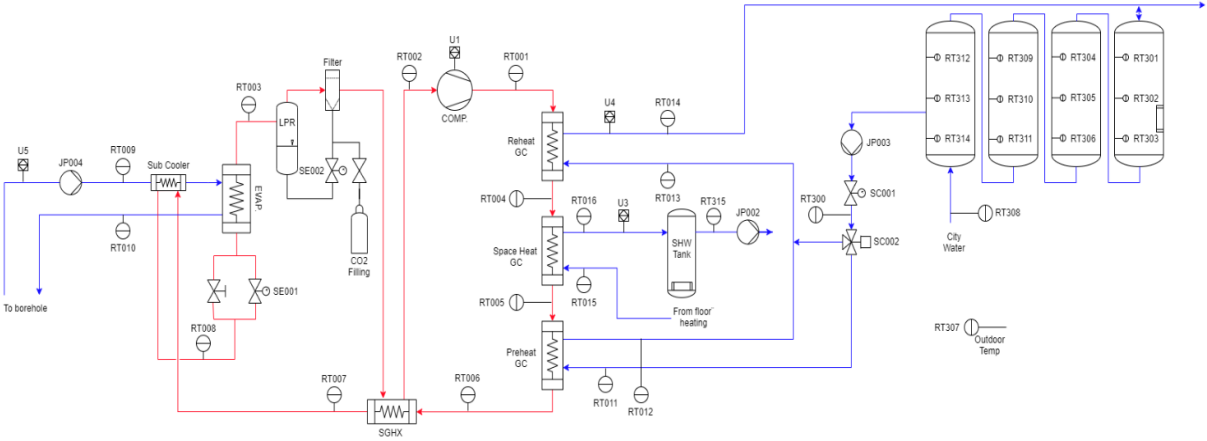 U1
RT002
RT001
COMP.
Filter
RT003
LPR
SE002
CO2
Filling
U5
JP004
RT009
Sub Cooler
EVAP.
RT010
To borehole
SE001
RT008
RT007
SGHX
RT006
Reheat
GC
U4
RT014
RT013
RT004
RT016
U3
RT315
JP002
Space Heat
GC
SHW
Tank
RT015
From floor
heating
RT005
Preheat
GC
RT011
RT012
JP003
SC001
RT300
SC002
RT312
RT313
RT314
RT309
RT310
RT311
RT304
RT305
RT306
RT301
RT302
RT303
RT308
City
Water
RT307
Outdoor
Temp